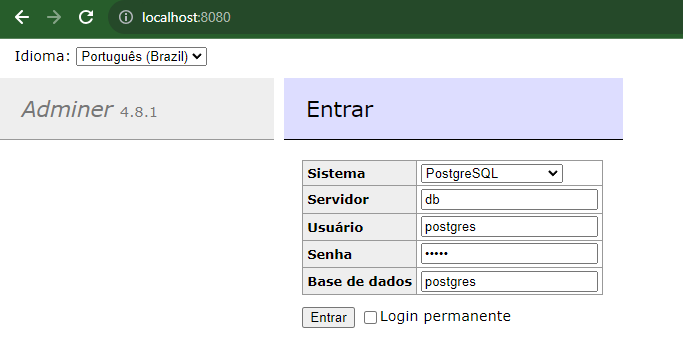 localhost:8080
Idioma: Português (Brazil)
Adminer 4.8.1
Entrar
Sistema PostgreSQL
Servidor db
Usuário postgres
Senha •••••
Base de dados postgres
Entrar Login permanente